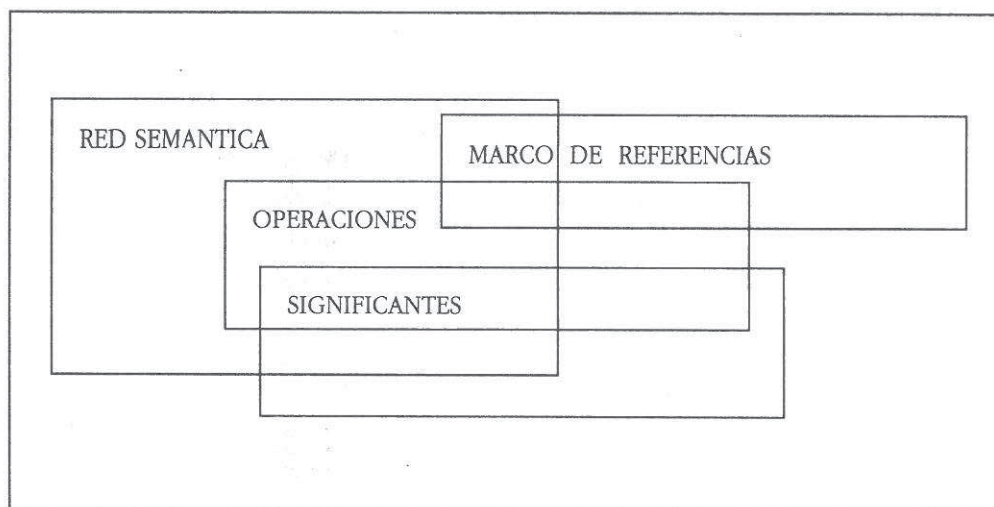 RED SEMANTICA
MARCO DE REFERENCIAS
OPERACIONES
SIGNIFICANTES